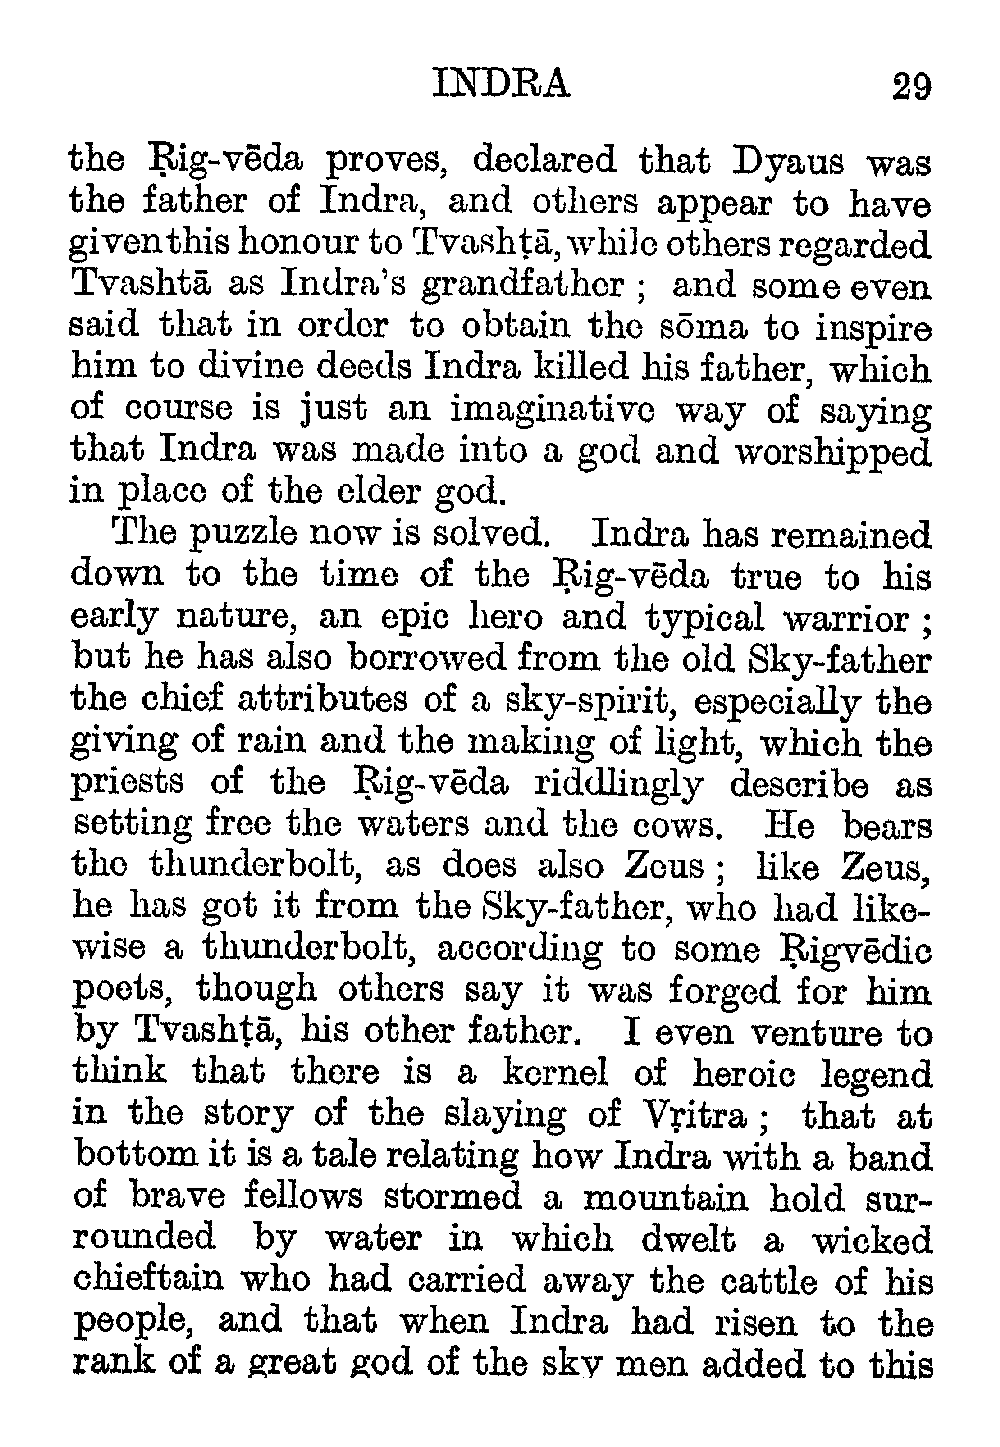 INDRA 29
the Ṛig-vēda proves, declared that Dyaus was
the father of Indra, and others appear to have
given this honour to Tvashṭā, while others regarded
Tvashtā as Indra's grandfather ; and some even
said that in order to obtain the sōma to inspire
him to divine deeds Indra killed his father, which
of course is just an imaginative way of saying
that Indra was made into a god and worshipped
in place of the elder god.
The puzzle now is solved. Indra has remained
down to the time of the Ṛig-vēda true to his
early nature, an epic hero and typical warrior ;
but he has also borrowed from the old Sky-father
the chief attributes of a sky-spirit, especially the
giving of rain and the making of light, which the
priests of the Ṛig-vēda riddlingly describe as
setting free the waters and the cows. He bears
the thunderbolt, as does also Zeus ; like Zeus,
he has got it from the Sky-father, who had like-
wise a thunderbolt, according to some Ṛigvēdic
poets, though others say it was forged for him
by Tvashṭā, his other father. I even venture to
think that there is a kernel of heroic legend
in the story of the slaying of Vṛitra ; that at
bottom it is a tale relating how Indra with a band
of brave fellows stormed a mountain hold sur-
rounded by water in which dwelt a wicked
chieftain who had carried away the cattle of his
people, and that when Indra had risen to the
rank of a great god of the sky men added to this